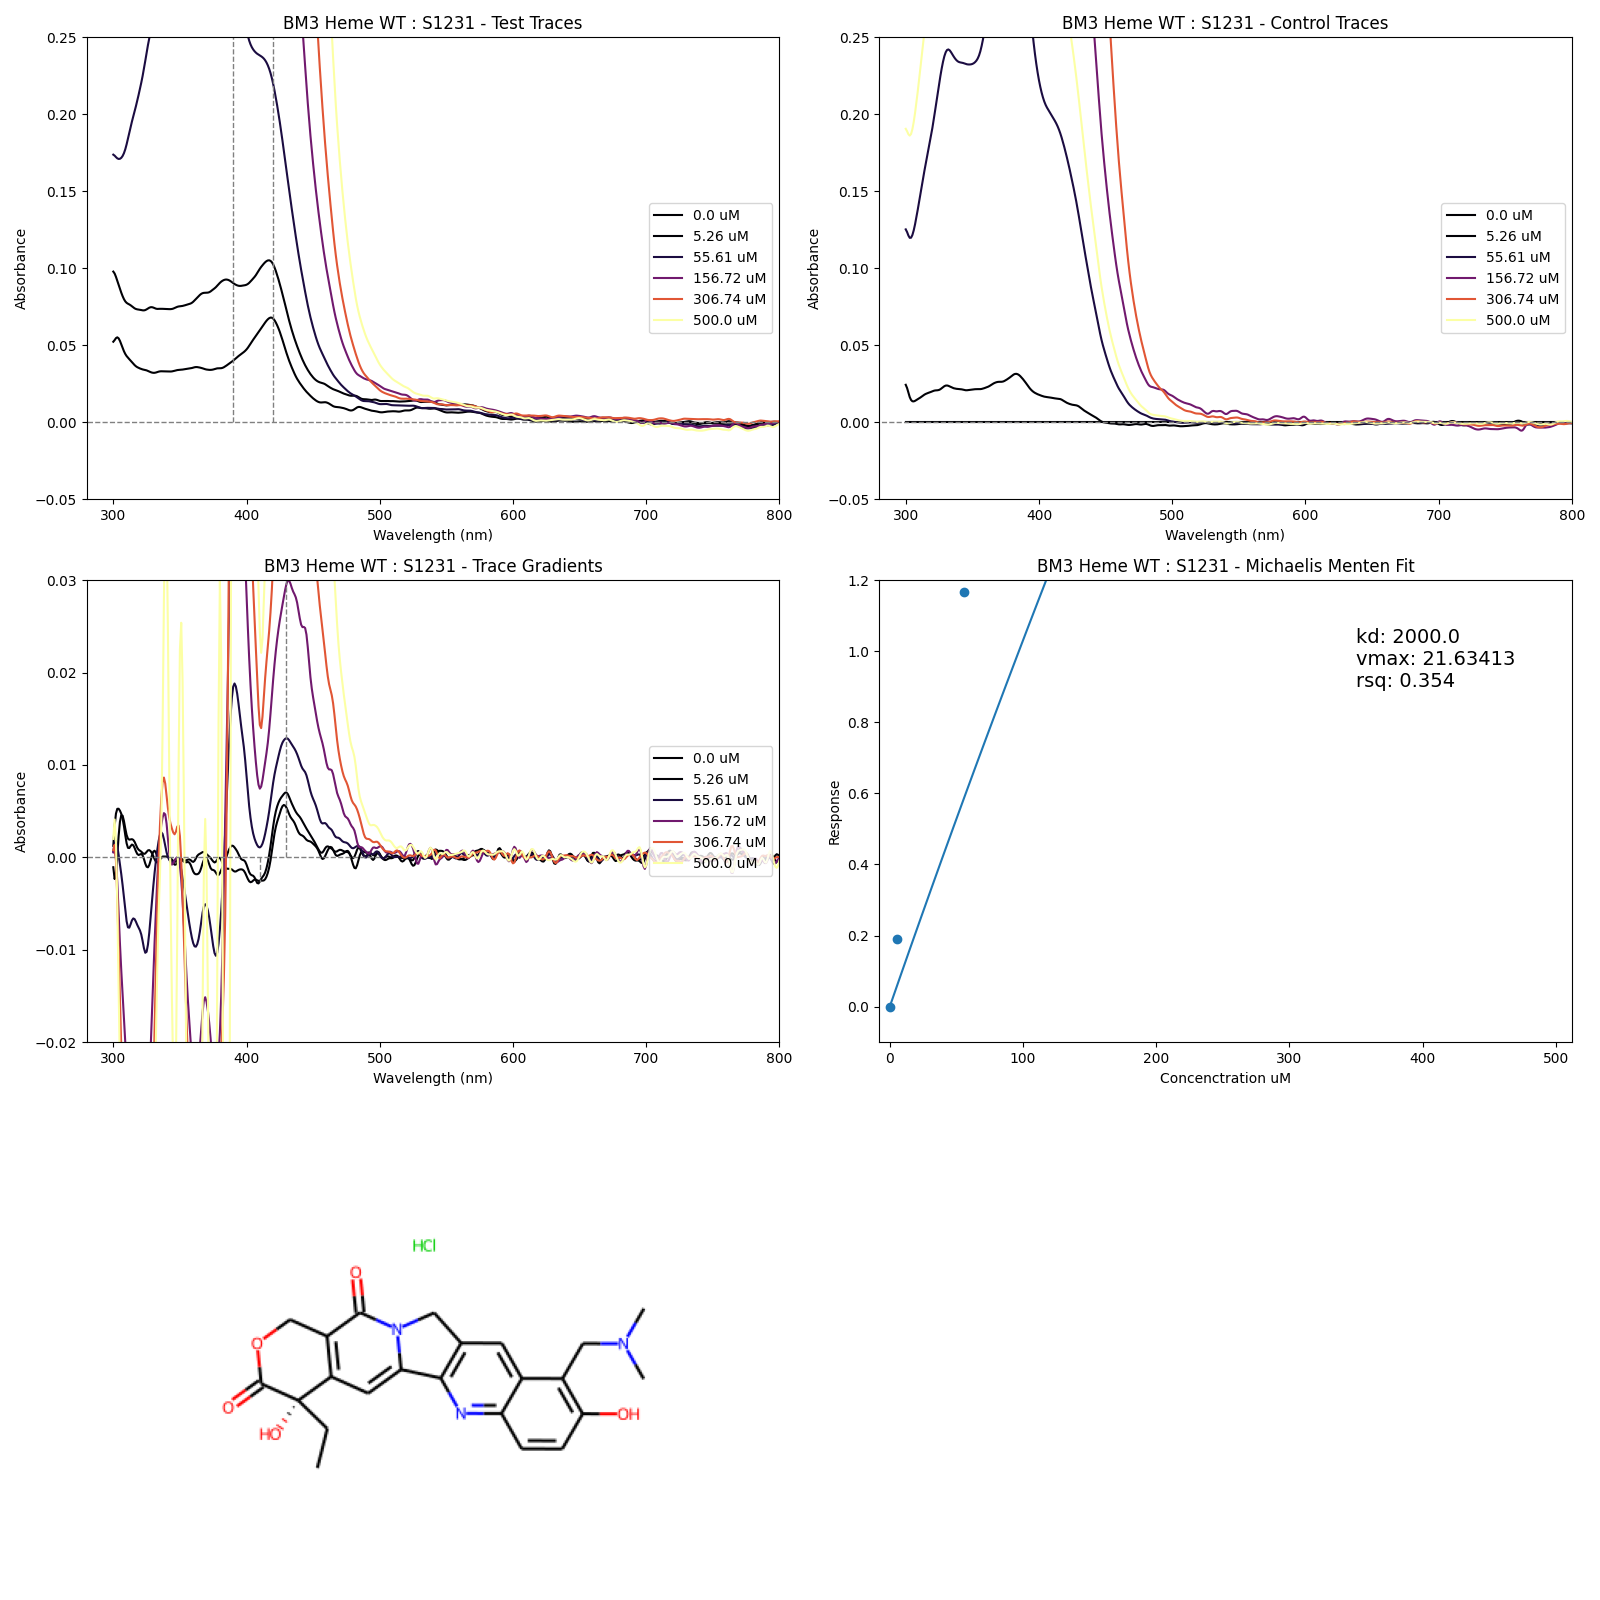 BM3 Heme WT : S1231 - Test Traces
0.25
0.20
0.15
0.10
0.05
0.00
−0.05
Absorbance
300
400
500
600
700
800
Wavelength (nm)
0.0 uM
5.26 uM
55.61 uM
156.72 uM
306.74 uM
500.0 uM
BM3 Heme WT : S1231 - Control Traces
0.25
0.20
0.15
0.10
0.05
0.00
−0.05
Absorbance
300
400
500
600
700
800
Wavelength (nm)
0.0 uM
5.26 uM
55.61 uM
156.72 uM
306.74 uM
500.0 uM
BM3 Heme WT : S1231 - Trace Gradients
0.03
0.02
0.01
0.00
−0.01
−0.02
Absorbance
300
400
500
600
700
800
Wavelength (nm)
0.0 uM
5.26 uM
55.61 uM
156.72 uM
306.74 uM
500.0 uM
BM3 Heme WT : S1231 - Michaelis Menten Fit
1.2
1.0
0.8
0.6
0.4
0.2
0.0
Response
0
100
200
300
400
500
Concenctration uM
kd: 2000.0
vmax: 21.63413
rsq: 0.354
HCl
O
N
O
N
O
HO
N
OH